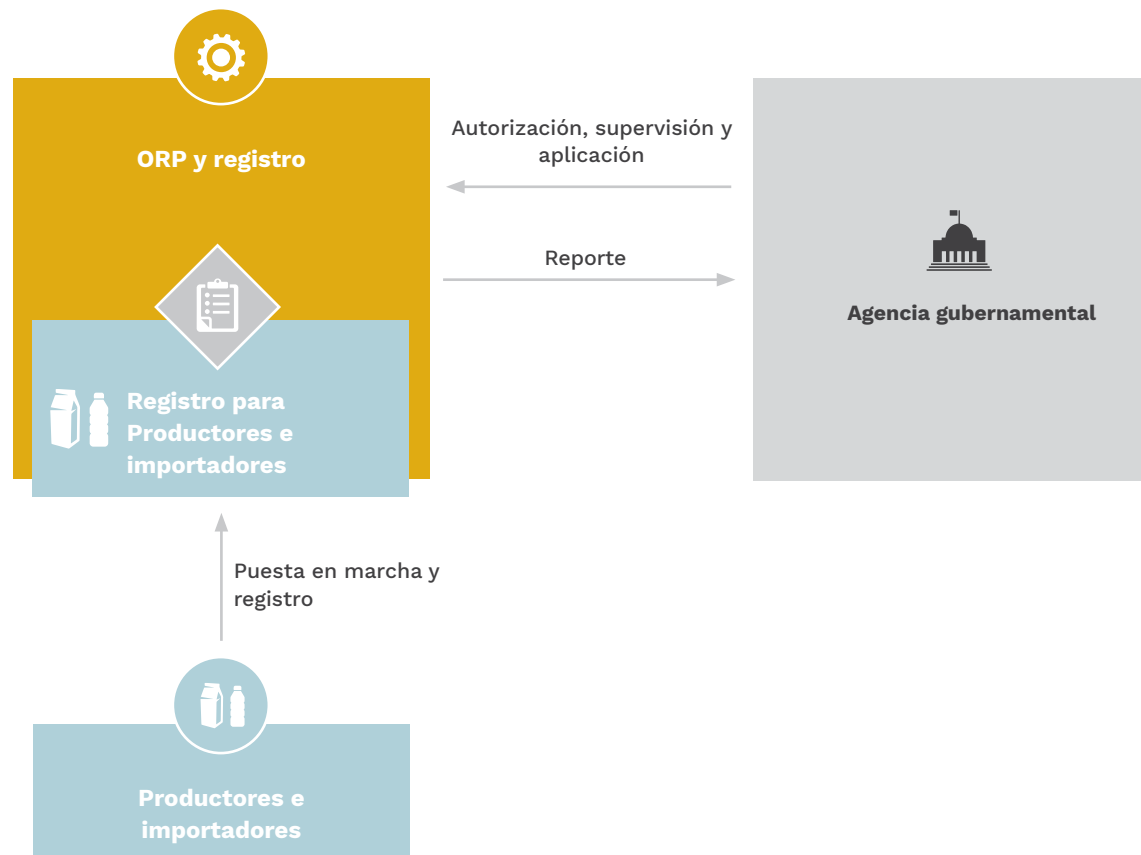 ORP y registro
Autorización, supervisión y
aplicación
Reporte
Agencia gubernamental
Registro para
Productores e
importadores
Puesta en marcha y
registro
Productores e
importadores